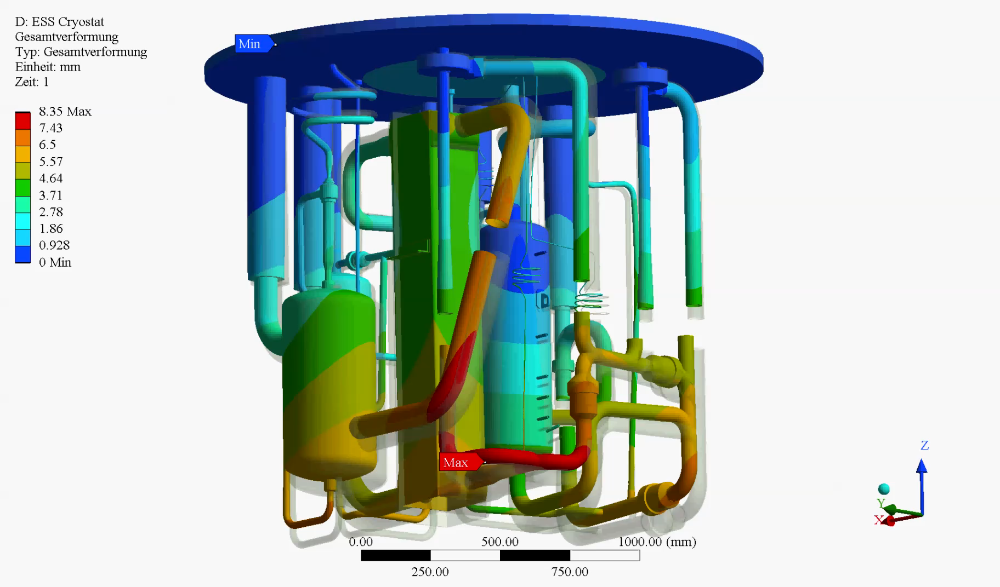 D: ESS Cryostat
Gesamtverformung
Typ: Gesamtverformung
Einheit: mm
Zeit: 1
8.35 Max
7.43
6.5
5.57
4.64
3.71
2.78
1.86
0.928
0 Min
Min
Max
Z
Y
X
0.00 500.00 1000.00 (mm)
250.00 750.00